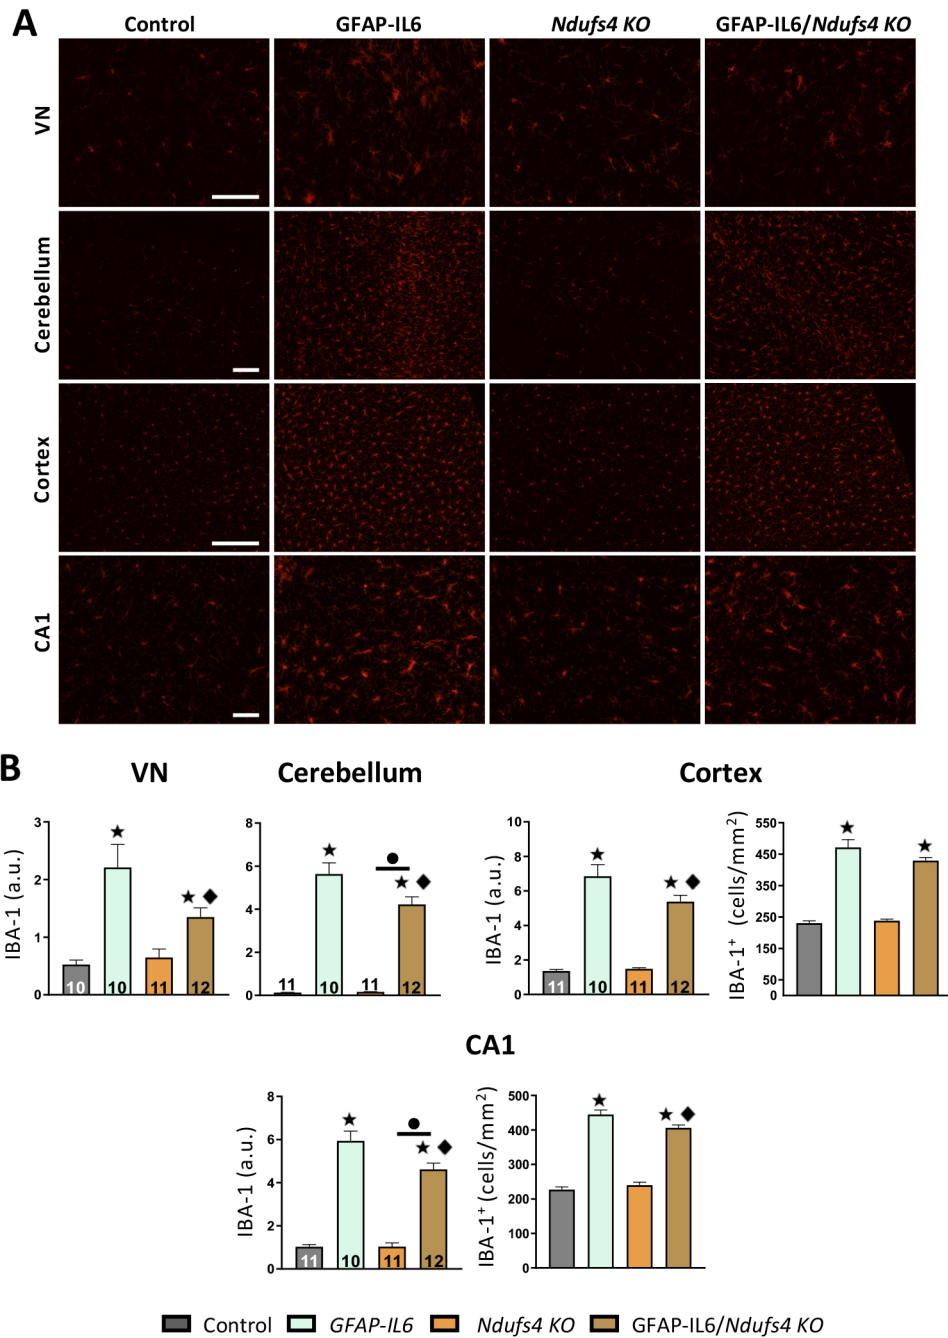 A
Control GFAP-IL6 Ndufs4 KO GFAP-IL6/Ndufs4 KO
VN
Cerebellum
Cortex
CA1
B
VN Cerebellum Cortex
IBA-1 (a.u.)
3
2
1
0
10 10 11 12
IBA-1 (a.u.)
8
6
4
2
0
11 10 11 12
IBA-1 (a.u.)
10
8
6
4
2
0
11 10 11 12
IBA-1+ (cells/mm2)
550
450
350
250
150
50
0
CA1
IBA-1 (a.u.)
8
6
4
2
0
11 10 11 12
IBA-1+ (cells/mm2)
500
400
300
200
100
0
Control GFAP-IL6 Ndufs4 KO GFAP-IL6/Ndufs4 KO